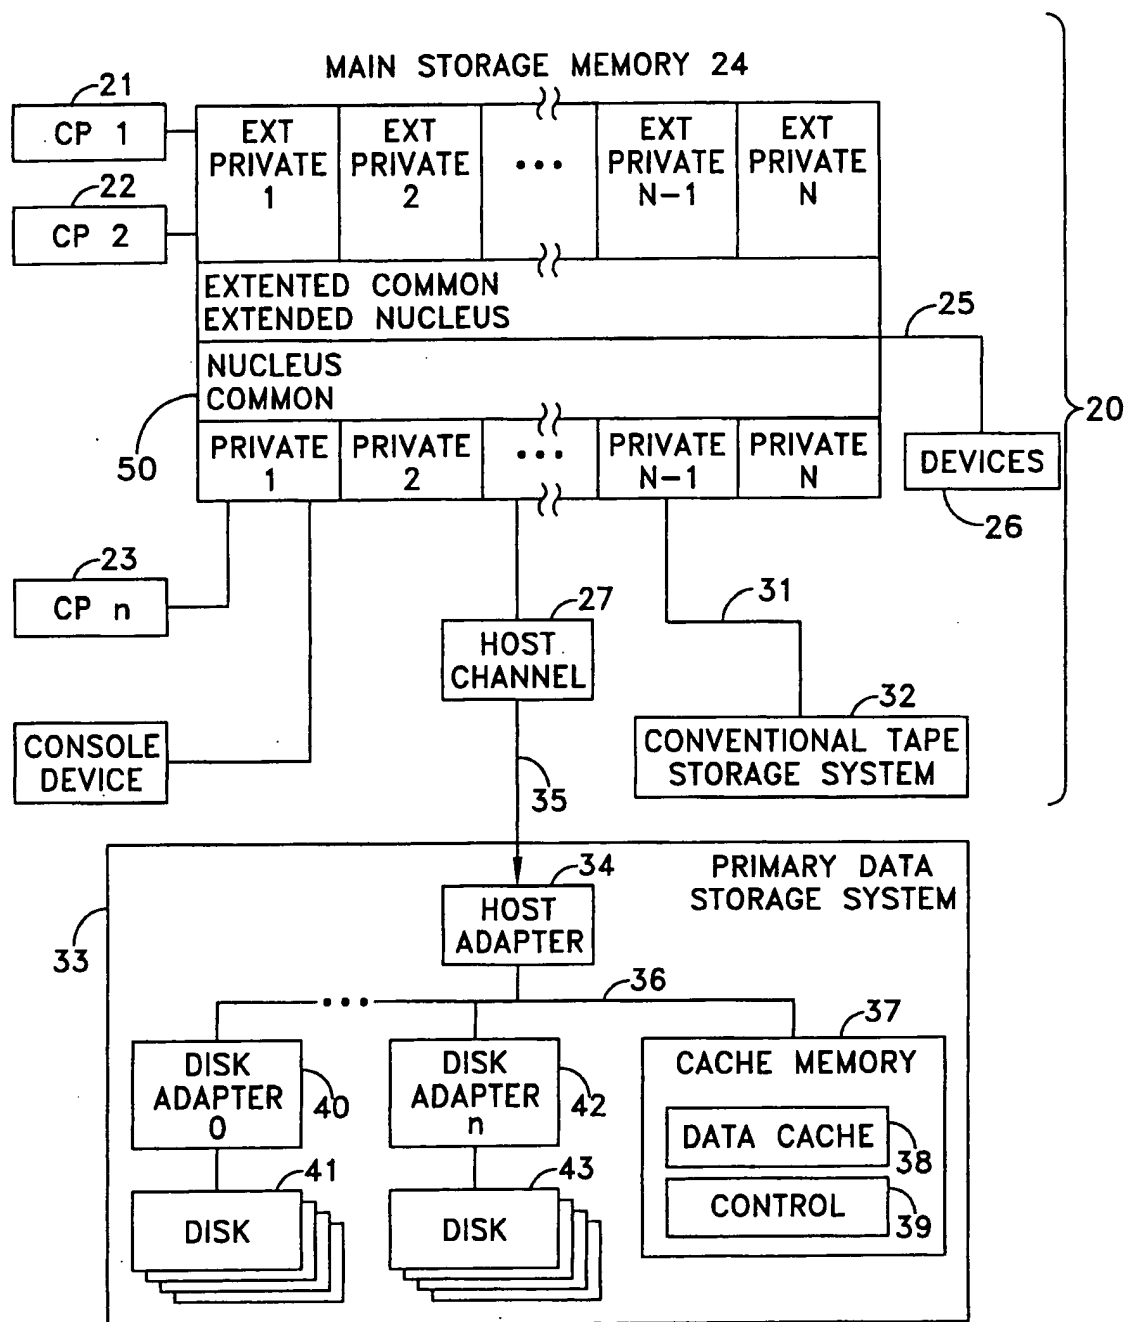 MAIN STORAGE MEMORY 24
21
CP 1
22
CP 2
EXT PRIVATE 1
EXT PRIVATE 2
•••
EXT PRIVATE N-1
EXT PRIVATE N
EXTENTED COMMON
EXTENDED NUCLEUS
25
NUCLEUS
COMMON
20
50
PRIVATE 1
PRIVATE 2
•••
PRIVATE N-1
PRIVATE N
DEVICES
26
23
CP n
27
HOST
CHANNEL
31
32
CONVENTIONAL TAPE
STORAGE SYSTEM
CONSOLE
DEVICE
35
PRIMARY DATA
STORAGE SYSTEM
34
HOST
ADAPTER
33
36
•••
37
DISK
ADAPTER
0
40
DISK
ADAPTER
n
42
CACHE MEMORY
DATA CACHE
38
CONTROL
39
41
DISK
43
DISK